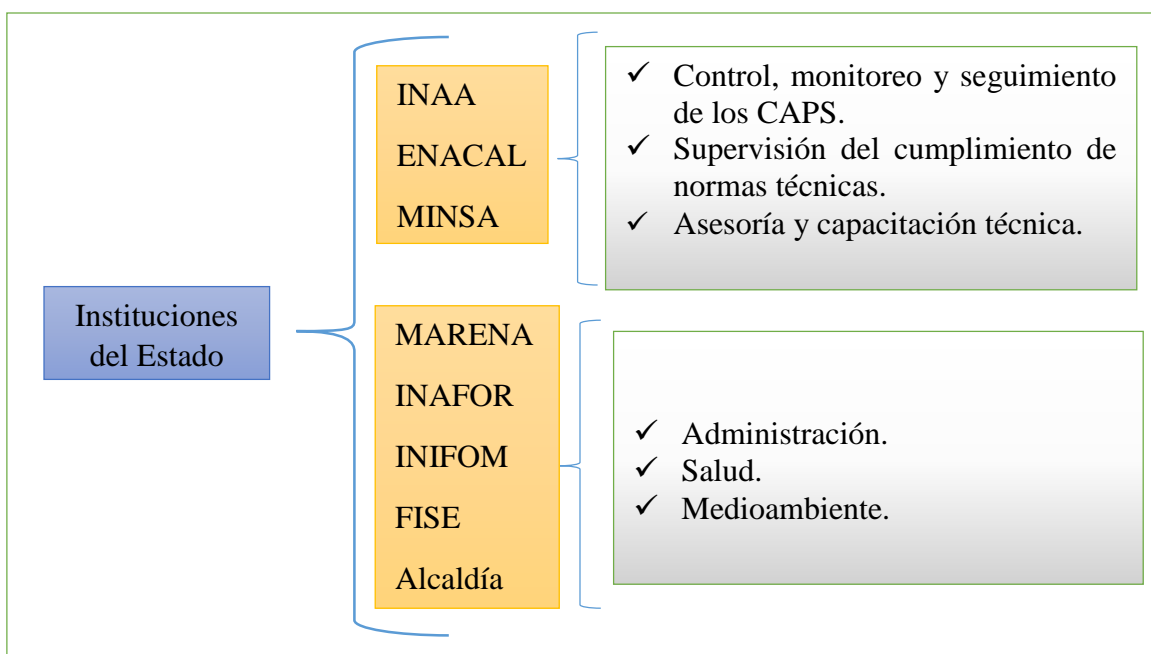 Instituciones
del Estado
INAA
ENACAL
MINSA
✓ Control, monitoreo y seguimiento
de los CAPS.
✓ Supervisión del cumplimiento de
normas técnicas.
✓ Asesoría y capacitación técnica.
MARENA
INAFOR
INIFOM
FISE
Alcaldía
✓ Administración.
✓ Salud.
✓ Medioambiente.